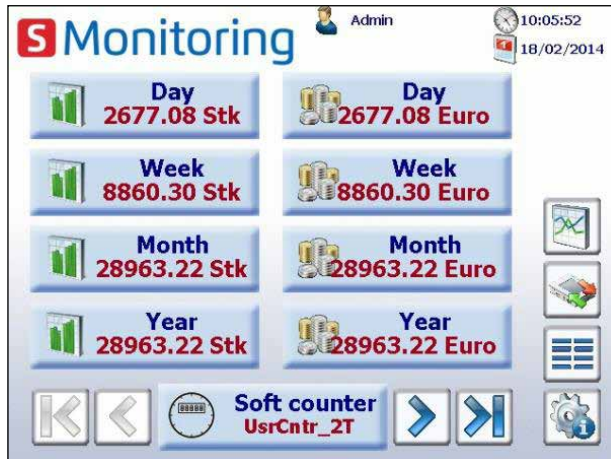 S Monitoring
Admin
10:05:52
18/02/2014
Day
2677.08 Stk
Day
2677.08 Euro
Week
8860.30 Stk
Week
8860.30 Euro
Month
28963.22 Stk
Month
28963.22 Euro
Year
28963.22 Stk
Year
28963.22 Euro
Soft counter
UsrCntr_2T